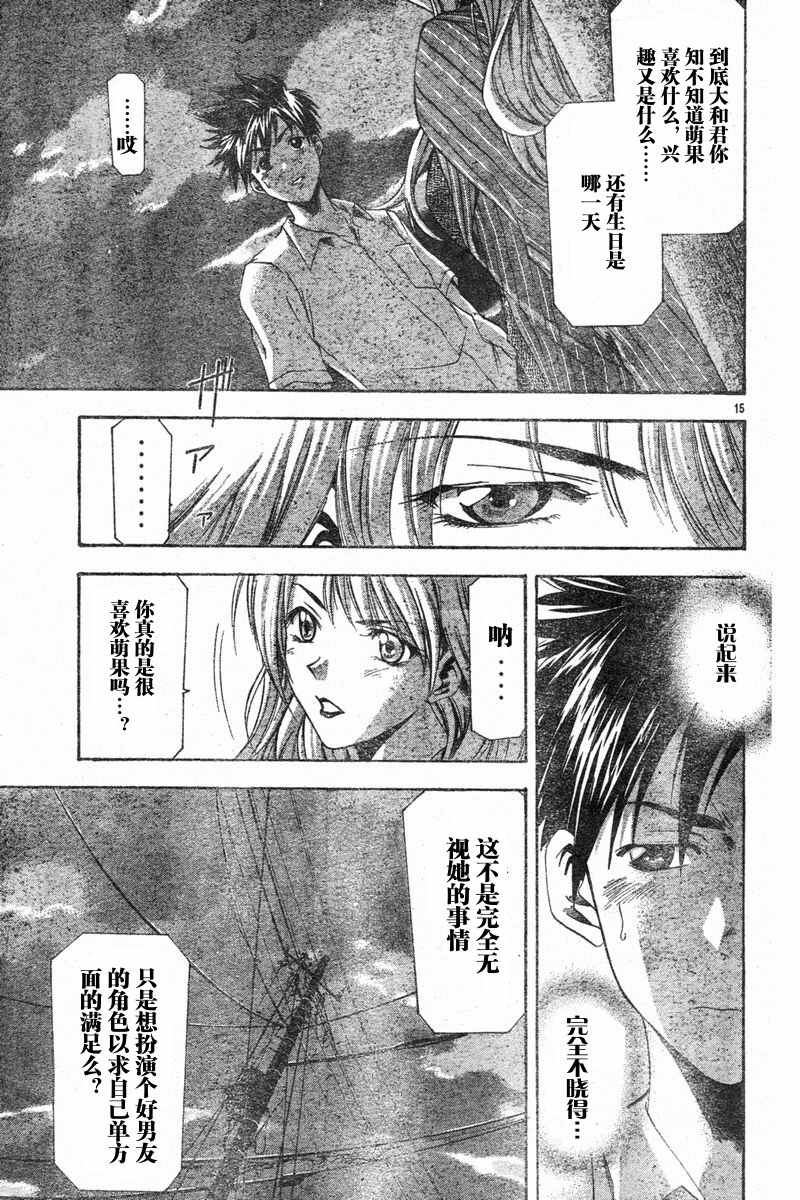 到底大和君你
知不知道萌果
喜欢什么，兴
趣又是什么……
还有生日是
哪一天
………
哎
15
ザ
ア
ァ
………
说起来
完全不晓得…
呐
…．
你真的是很
喜欢萌果吗…．？
这不是完全无
视她的事情
只是想扮演个好男友
的角色以求自己单方
面的满足么？